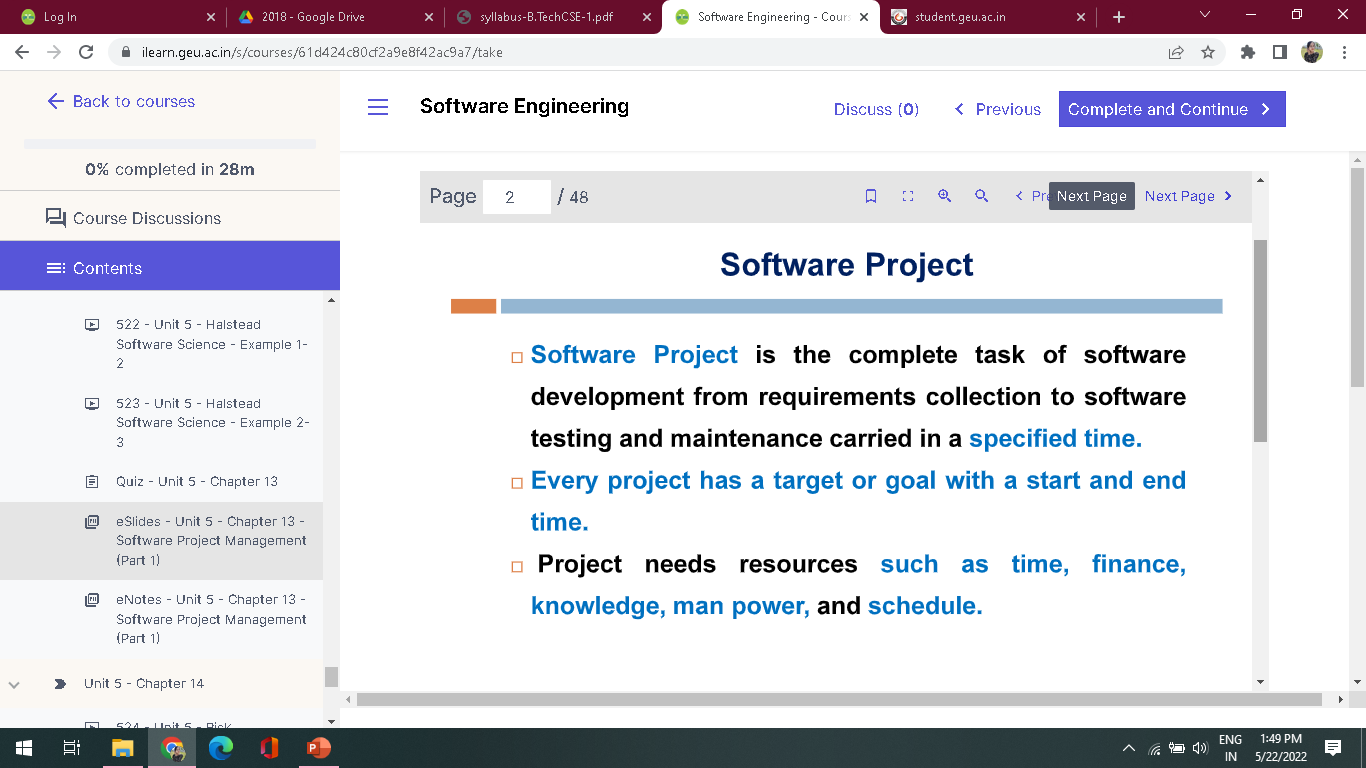 Log In
2018 - Google Drive
syllabus-B.TechCSE-1.pdf
Software Engineering - Cour
student.geu.ac.in
ilearn.geu.ac.in/s/courses/61d424c80cf2a9e8f42ac9a7/take
Back to courses
0% completed in 28m
Course Discussions
Contents
522 - Unit 5 - Halstead
Software Science - Example 1-
2
523 - Unit 5 - Halstead
Software Science - Example 2-
3
Quiz - Unit 5 - Chapter 13
eSlides - Unit 5 - Chapter 13 -
Software Project Management
(Part 1)
eNotes - Unit 5 - Chapter 13 -
Software Project Management
(Part 1)
Unit 5 - Chapter 14
524 - Unit 5 - Risk
Software Engineering
Discuss (0)
Previous
Complete and Continue
Page 2 / 48
Pre
Next Page
Next Page
Software Project
Software Project is the complete task of software
development from requirements collection to software
testing and maintenance carried in a specified time.
Every project has a target or goal with a start and end
time.
Project needs resources such as time, finance,
knowledge, man power, and schedule.
ENG
IN
1:49 PM
5/22/2022